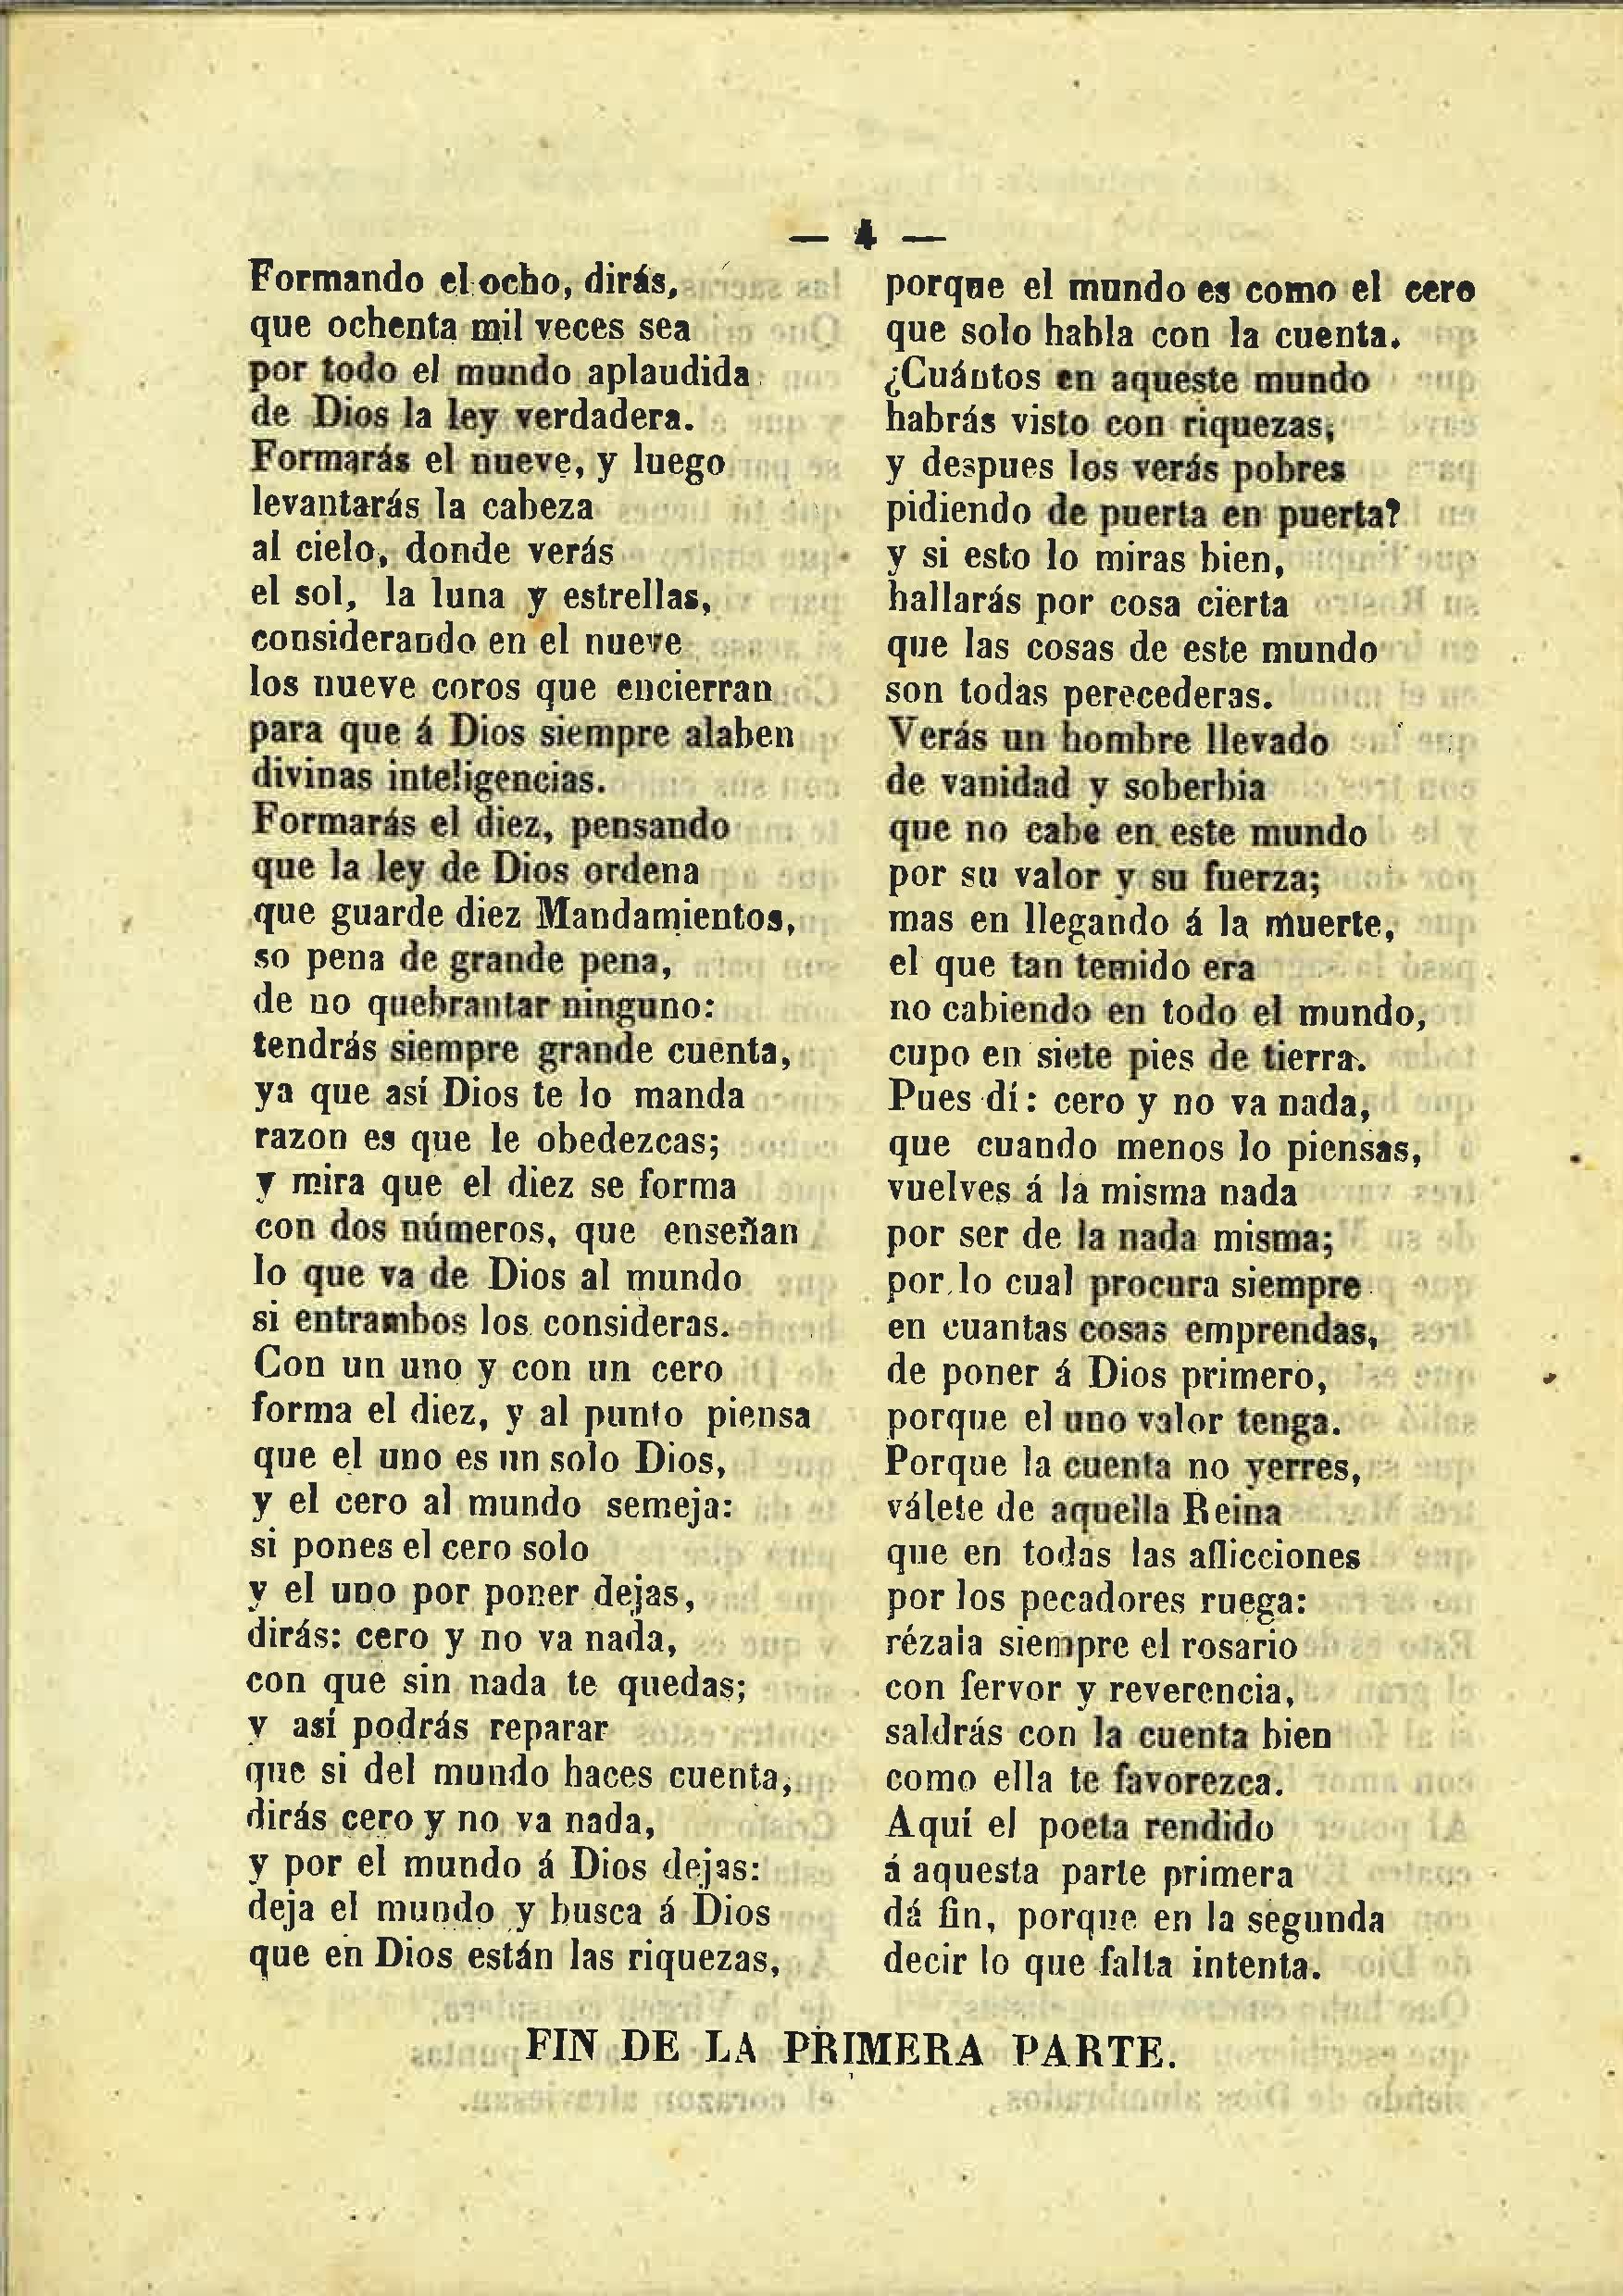 — 4 —
Formando el ocho, dirás,
que ochenta mil veces sea
por todo el mundo aplaudida
de Dios la ley verdadera.
Formarás el nueve, y luego
levantarás la cabeza
al cielo, donde verás
el sol, la luna y estrellas,
considerando en el nueve
los nueve coros que encierran
para que á Dios siempre alaben
divinas inteligencias.
Formarás el diez, pensando
que la ley de Dios ordena
que guarde diez Mandamientos,
so pena de grande pena,
de no quebrantar ninguno:
tendrás siempre grande cuenta,
ya que así Dios te lo manda
razon es que le obedezcas;
y mira que el diez se forma
con dos números, que enseñan
lo que va de Dios al mundo
si entrambos los consideras.
Con un uno y con un cero
forma el diez, y al punto piensa
que el uno es un solo Dios,
y el cero al mundo semeja:
si pones el cero solo
y el uno por poner dejas,
dirás: cero y no va nada,
con que sin nada te quedas;
y así podrás reparar
que si del mundo haces cuenta,
dirás cero y no va nada,
y por el mundo á Dios dejas:
deja el mundo y busca á Dios
que en Dios están las riquezas,
porque el mundo es como el cero
que solo habla con la cuenta.
¿Cuántos en aqueste mundo
habrás visto con riquezas,
y despues los verás pobres
pidiendo de puerta en puerta?
y si esto lo miras bien,
hallarás por cosa cierta
que las cosas de este mundo
son todas perecederas.
Verás un hombre llevado
de vanidad y soberbia
que no cabe en este mundo
por su valor y su fuerza;
mas en llegando á la muerte,
el que tan temido era
no cabiendo en todo el mundo,
cupo en siete pies de tierra.
Pues dí: cero y no va nada,
que cuando menos lo piensas,
vuelves á la misma nada
por ser de la nada misma;
por lo cual procura siempre
en cuantas cosas emprendas,
de poner á Dios primero,
porque el uno valor tenga.
Porque la cuenta no yerres,
válete de aquella Reina
que en todas las aflicciones
por los pecadores ruega:
rézala siempre el rosario
con fervor y reverencia,
saldrás con la cuenta bien
como ella te favorezca.
Aquí el poeta rendido
á aquesta parte primera
dá fin, porque en la segunda
decir lo que falta intenta.
FIN DE LA PRIMERA PARTE.